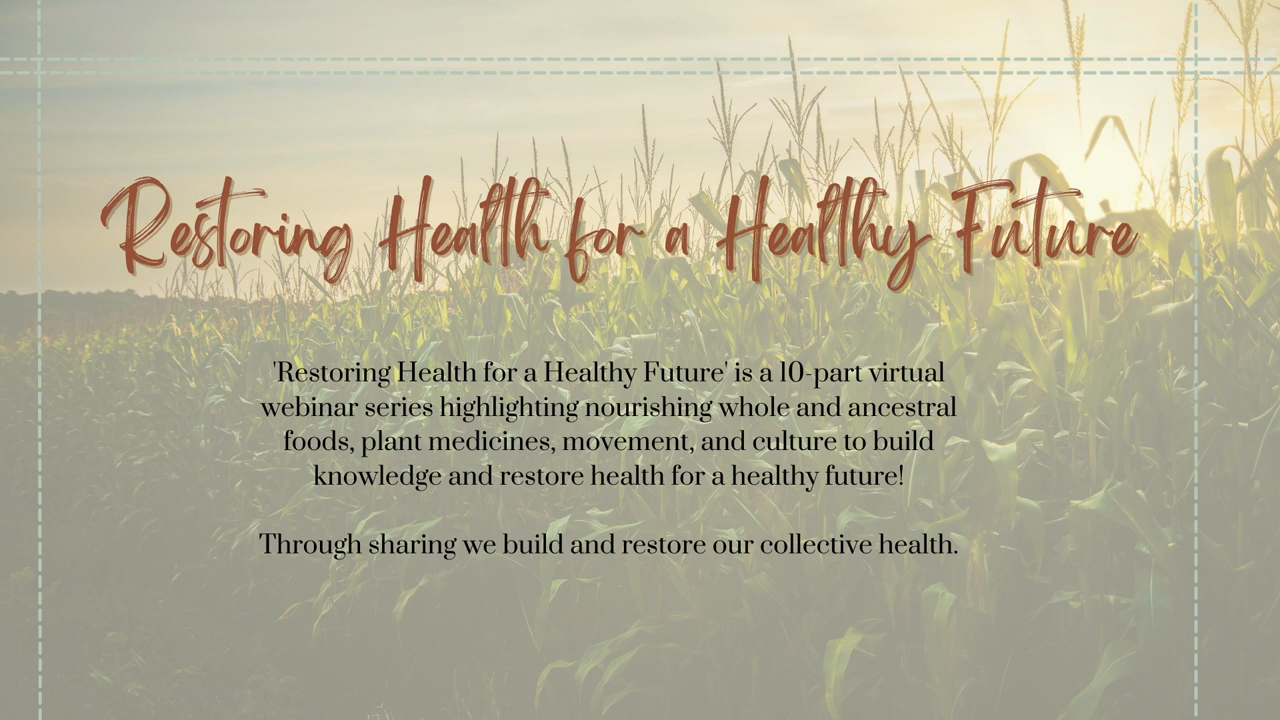 Restoring Health for a Healthy Future
'Restoring Health for a Healthy Future' is a 10-part virtual
webinar series highlighting nourishing whole and ancestral
foods, plant medicines, movement, and culture to build
knowledge and restore health for a healthy future!
Through sharing we build and restore our collective health.